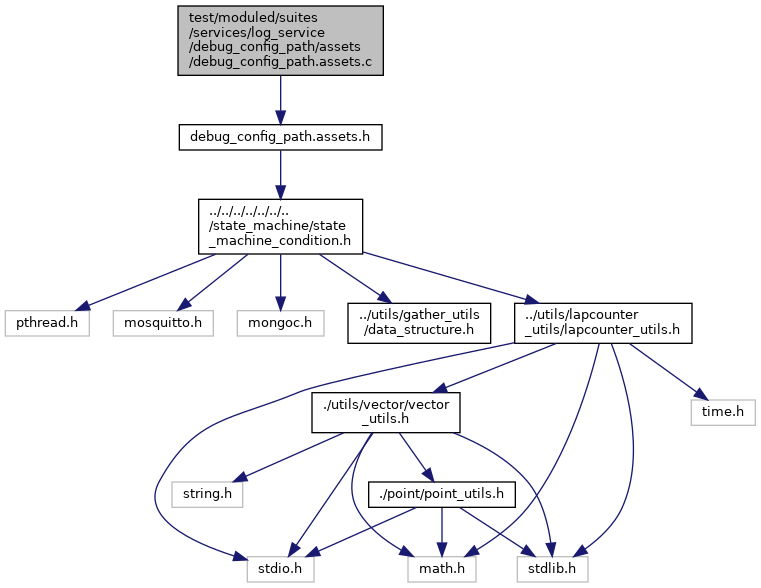 test/moduled/suites
/services/log_service
/debug_config_path/assets
/debug_config_path.assets.c
debug_config_path.assets.h
../../../../../../..
/state_machine/state
_machine_condition.h
pthread.h
mosquitto.h
mongoc.h
../utils/gather_utils
/data_structure.h
../utils/lapcounter
_utils/lapcounter_utils.h
./utils/vector/vector
_utils.h
time.h
string.h
./point/point_utils.h
stdio.h
math.h
stdlib.h